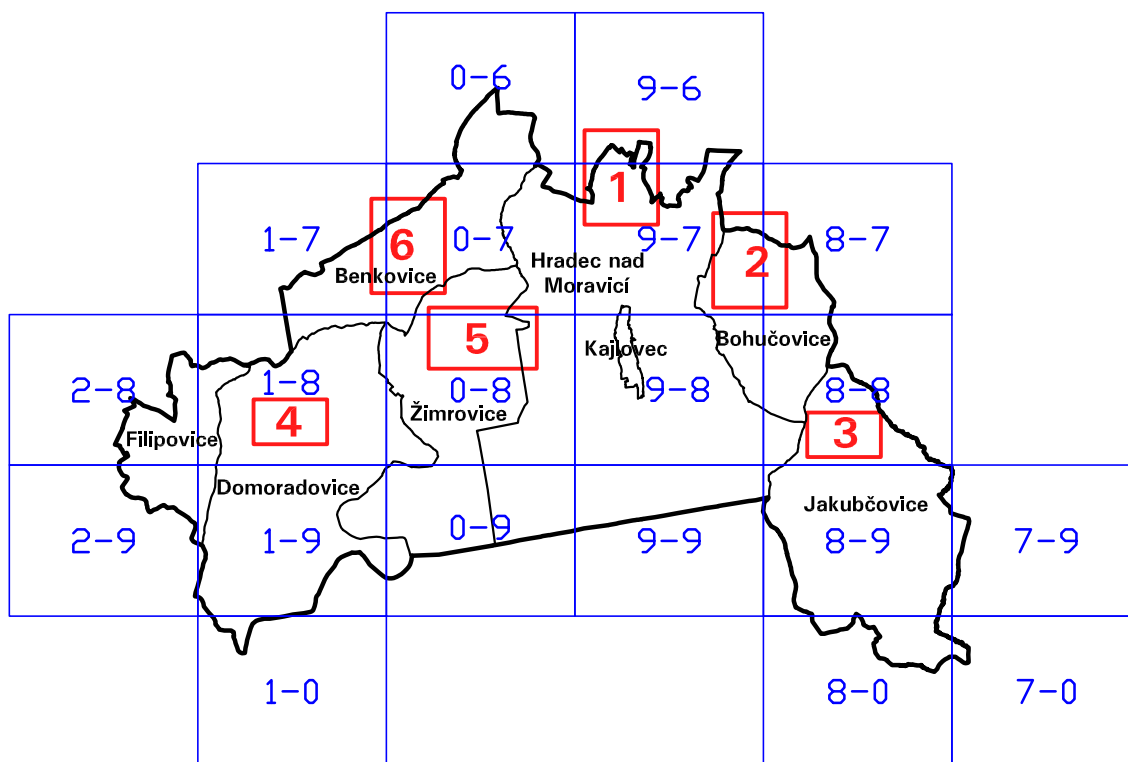 0-6
9-6
1
1-7
6
0-7
9-7
2
8-7
Benkovice
Hradec nad
Moravicí
5
Kajlovec
Bohučovice
2-8
1-8
0-8
9-8
8-8
4
Žimrovice
3
Filipovice
Domoradovice
Jakubčovice
2-9
1-9
0-9
9-9
8-9
7-9
1-0
8-0
7-0